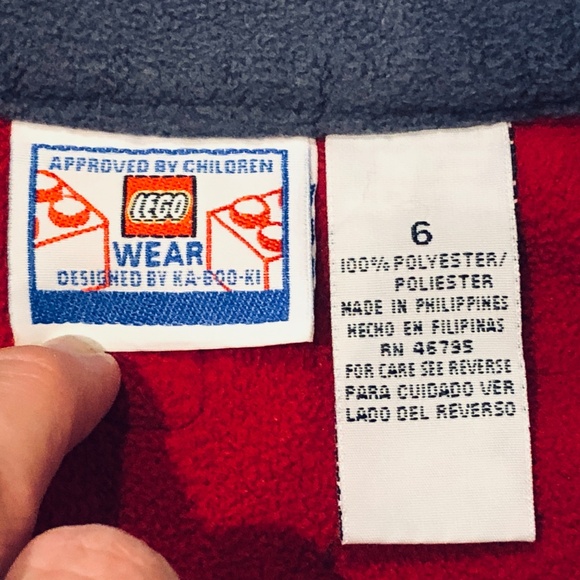 APPROVED BY CHILDREN
LEGO
WEAR
DESIGNED BY KA-BOO-KI
6
100% POLYESTER/
POLIESTER
MADE IN PHILIPPINES
HECHO EN FILIPINAS
RN 46795
FOR CARE SEE REVERSE
PARA CUIDADO VER
LADO DEL REVERSO